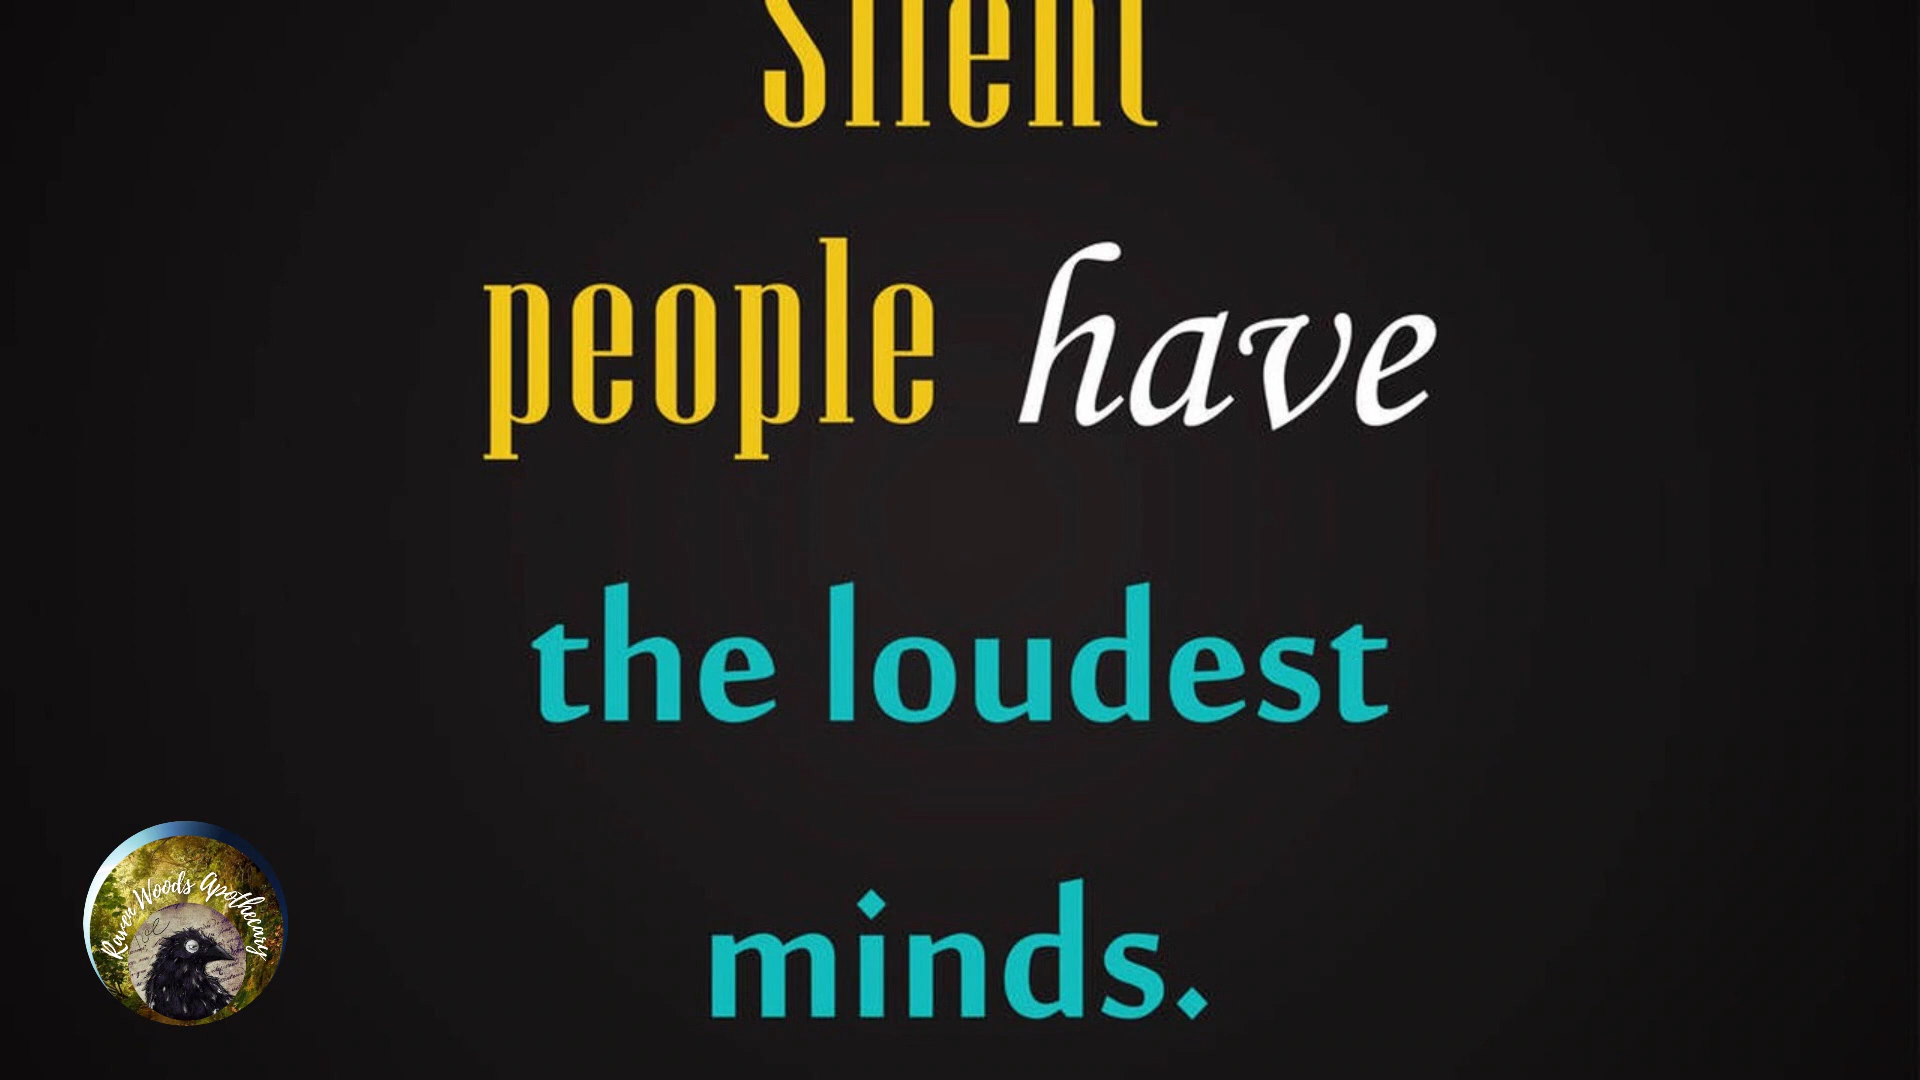 Silent
people have
the loudest
minds.
Raven Woods Apothecary